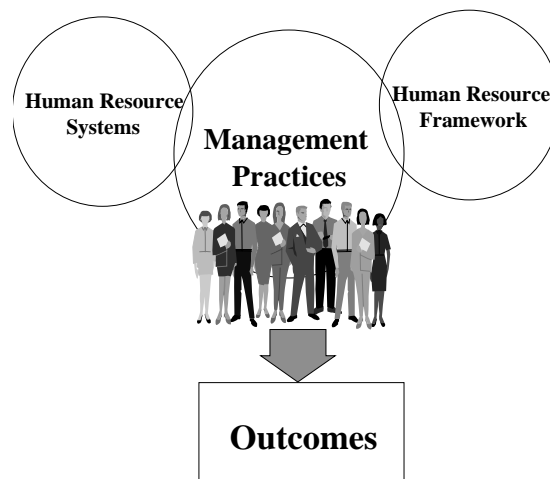 Human Resource
Systems
Management
Practices
Human Resource
Framework
Outcomes